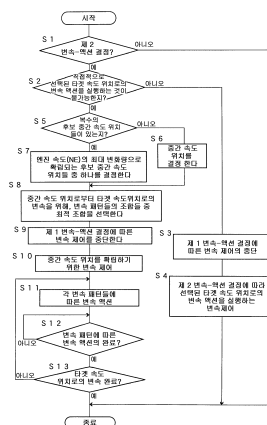 시작
S 1
제 2
변속-액션 결정?
아니오
예
S 2
직접적으로
선택된 타겟 속도 위치로의
변속 액션을 실행하는 것이
불가능한지?
아니오
예
S 5
복수의
후보 중간 속도 위치
들이 있는지?
아니오
예
S 6
중간 속도
위치를
결정 한다
S 7
엔진 속도(NE)의 최대 변화량으로
확립되는 후보 중간 속도
위치들 중 하나를 결정한다
S 8
중간 속도 위치로부터 타겟 속도위치로의
변속을 위해, 변속 패턴들의 조합들 중
최적 조합을 선택한다
S 9
제 1 변속-액션 결정에 따른
변속 제어를 중단한다
S 3
제 1 변속-액션 결정에
따른 변속 제어의 중단
S 10
중간 속도 위치를 확립하기
위한 변속 제어
S 4
제 2 변속-액션 결정에 따라
선택된 타겟 속도 위치로의
변속 액션을 실행하는
변속제어
S 11
각 변속 패턴들에
따른 변속 액션
S 12
변속 패턴에 따른
변속 액션의 완료?
아니오
예
S 13
타겟 속도
위치로의 변속 완료?
아니오
예
종료